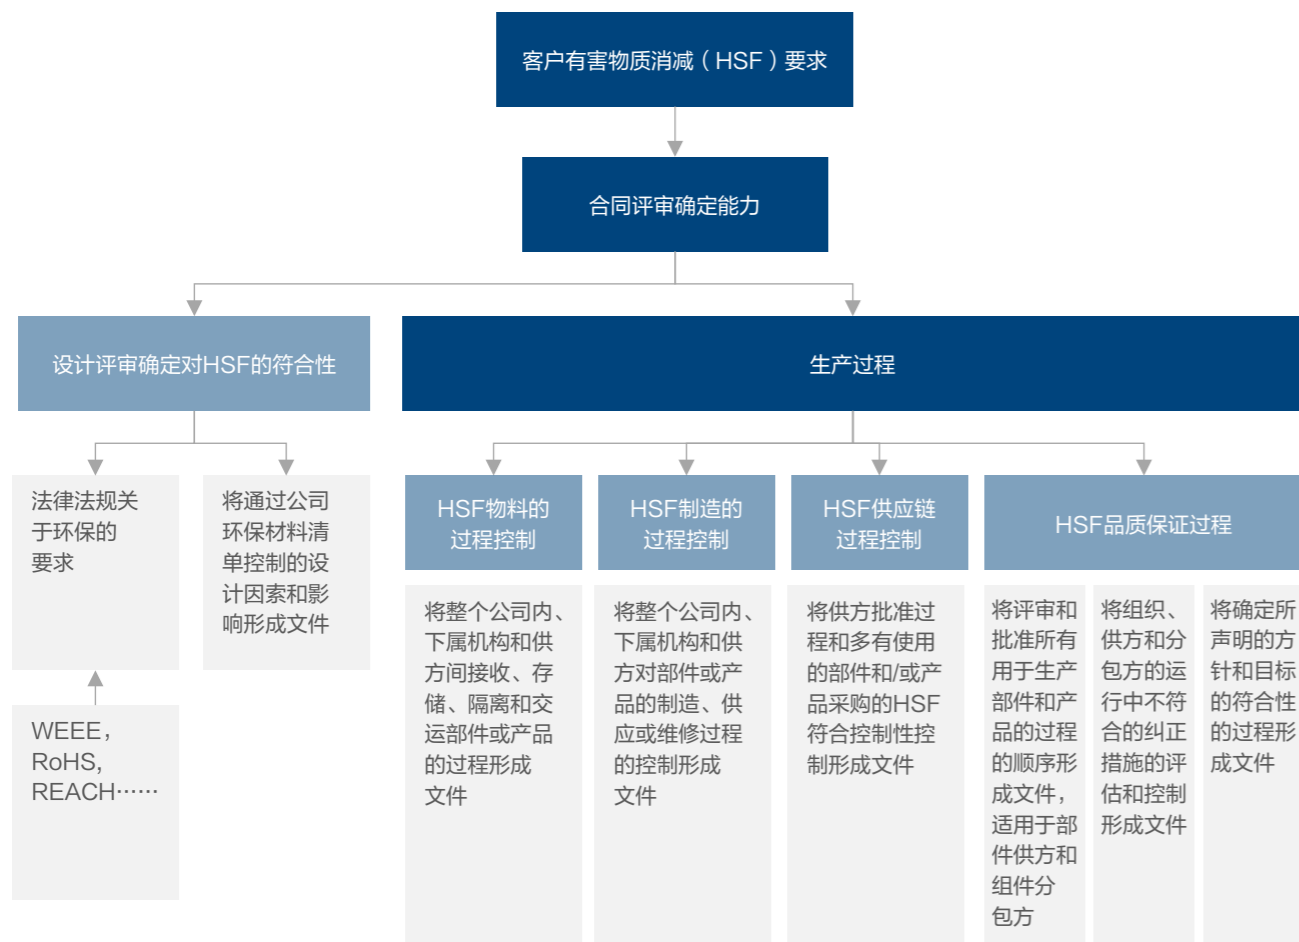 客户有害物质消减（HSF）要求
合同评审确定能力
设计评审确定对HSF的符合性
生产过程
法律法规关
于环保的
要求
将通过公司
环保材料清
单控制的设
计因索和影
响形成文件
WEEE，
RoHS,
REACH……
HSF物料的
过程控制
HSF制造的
过程控制
HSF供应链
过程控制
HSF品质保证过程
将整个公司内、
下属机构和供
方间接收、存
储、隔离和交
运部件或产品
的过程形成
文件
将整个公司内、
下属机构和供
方对部件或产
品的制造、供
应或维修过程
的控制形成
文件
将供方批准过
程和多有使用
的部件和/或产
品采购的HSF
符合控制性控
制形成文件
将评审和
批准所有
用于生产
部件和产
品的过程
的顺序形
成文件，
适用于部
件供方和
组件分
包方
将组织、
供方和分
包方的运
行中不符
合的纠正
措施的评
估和控制
形成文件
将确定所
声明的方
针和目标
的符合性
的过程形
成文件